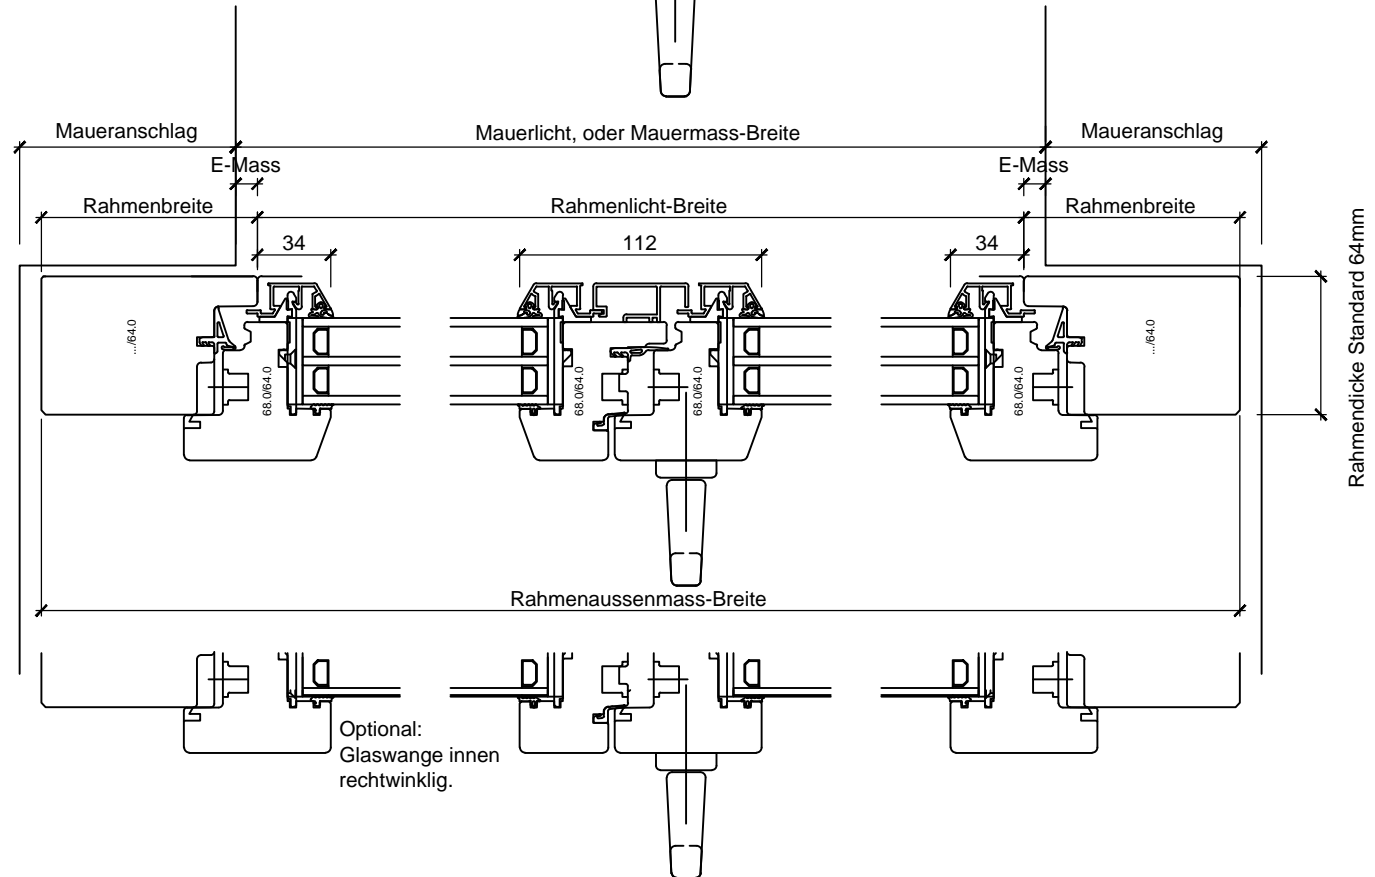 Maueranschlag
Mauerlicht, oder Mauermass-Breite
Maueranschlag
E-Mass
E-Mass
Rahmenbreite
Rahmenlicht-Breite
Rahmenbreite
34
112
34
Rahmendicke Standard 64mm
.../64.0
68.0/64.0
68.0/64.0
68.0/64.0
68.0/64.0
.../64.0
Rahmenaussenmass-Breite
Optional:
Glaswange innen
rechtwinklig.